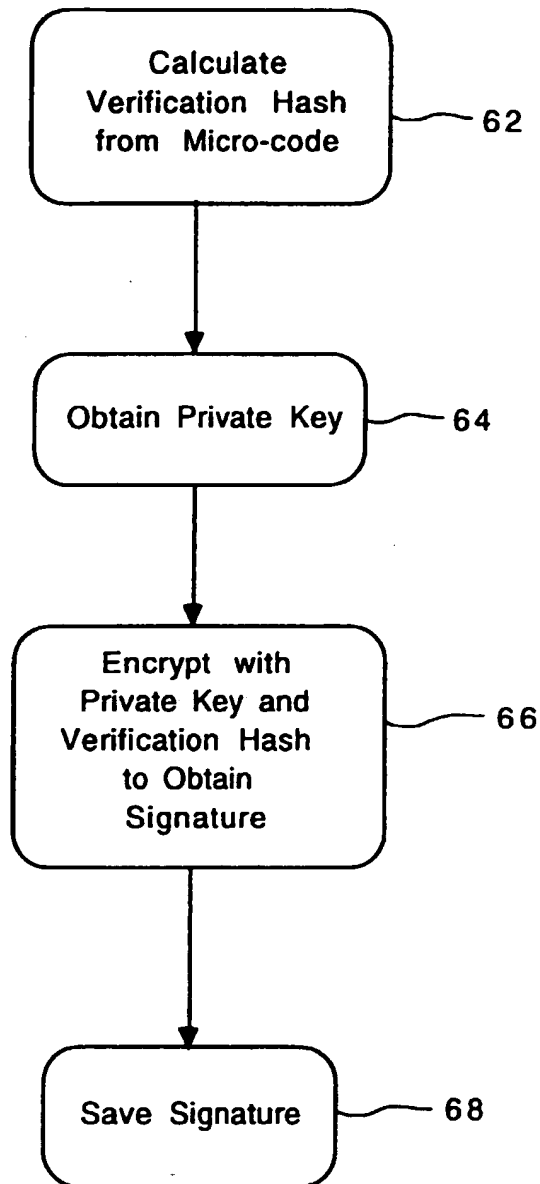 Calculate
Verification Hash
from Micro-code
62
Obtain Private Key
64
Encrypt with
Private Key and
Verification Hash
to Obtain
Signature
66
Save Signature
68